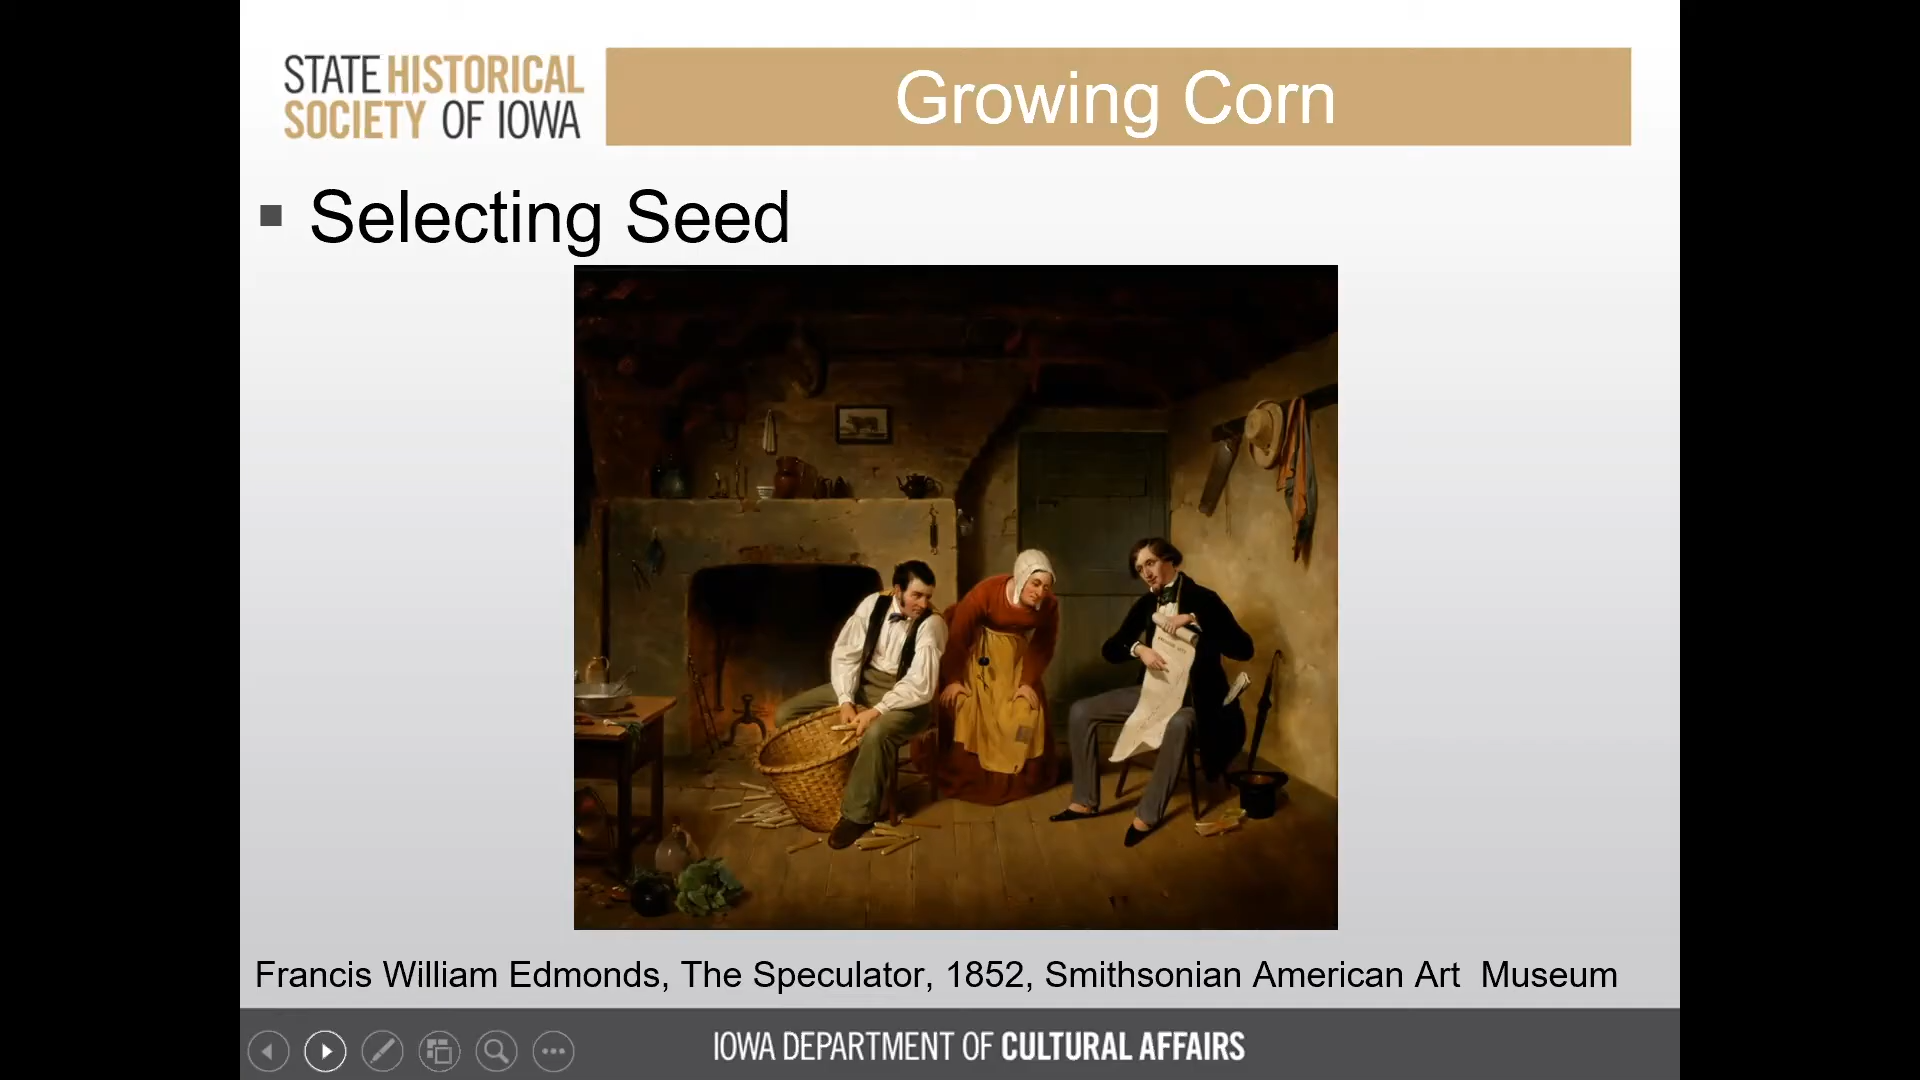 STATE HISTORICAL
SOCIETY OF IOWA
Growing Corn
Selecting Seed
Francis William Edmonds, The Speculator, 1852, Smithsonian American Art Museum
IOWA DEPARTMENT OF CULTURAL AFFAIRS